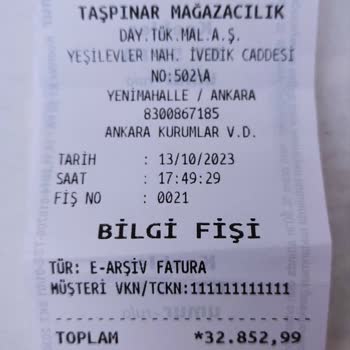 TAŞPINAR MAĞAZACILIK
DAY.TÜK.MAL.A.Ş.
YEŞİLEVLER MAH. İVEDİK CADDESİ
NO:502\A
YENİMAHALLE / ANKARA
8300867185
ANKARA KURUMLAR V.D.
TARİH : 13/10/2023
SAAT : 17:49:29
FİŞ NO : 0021
BİLGİ FİŞİ
TÜR: E-ARŞİV FATURA
MÜŞTERİ VKN/TCKN:111111111111
TOPLAM *32.852,99